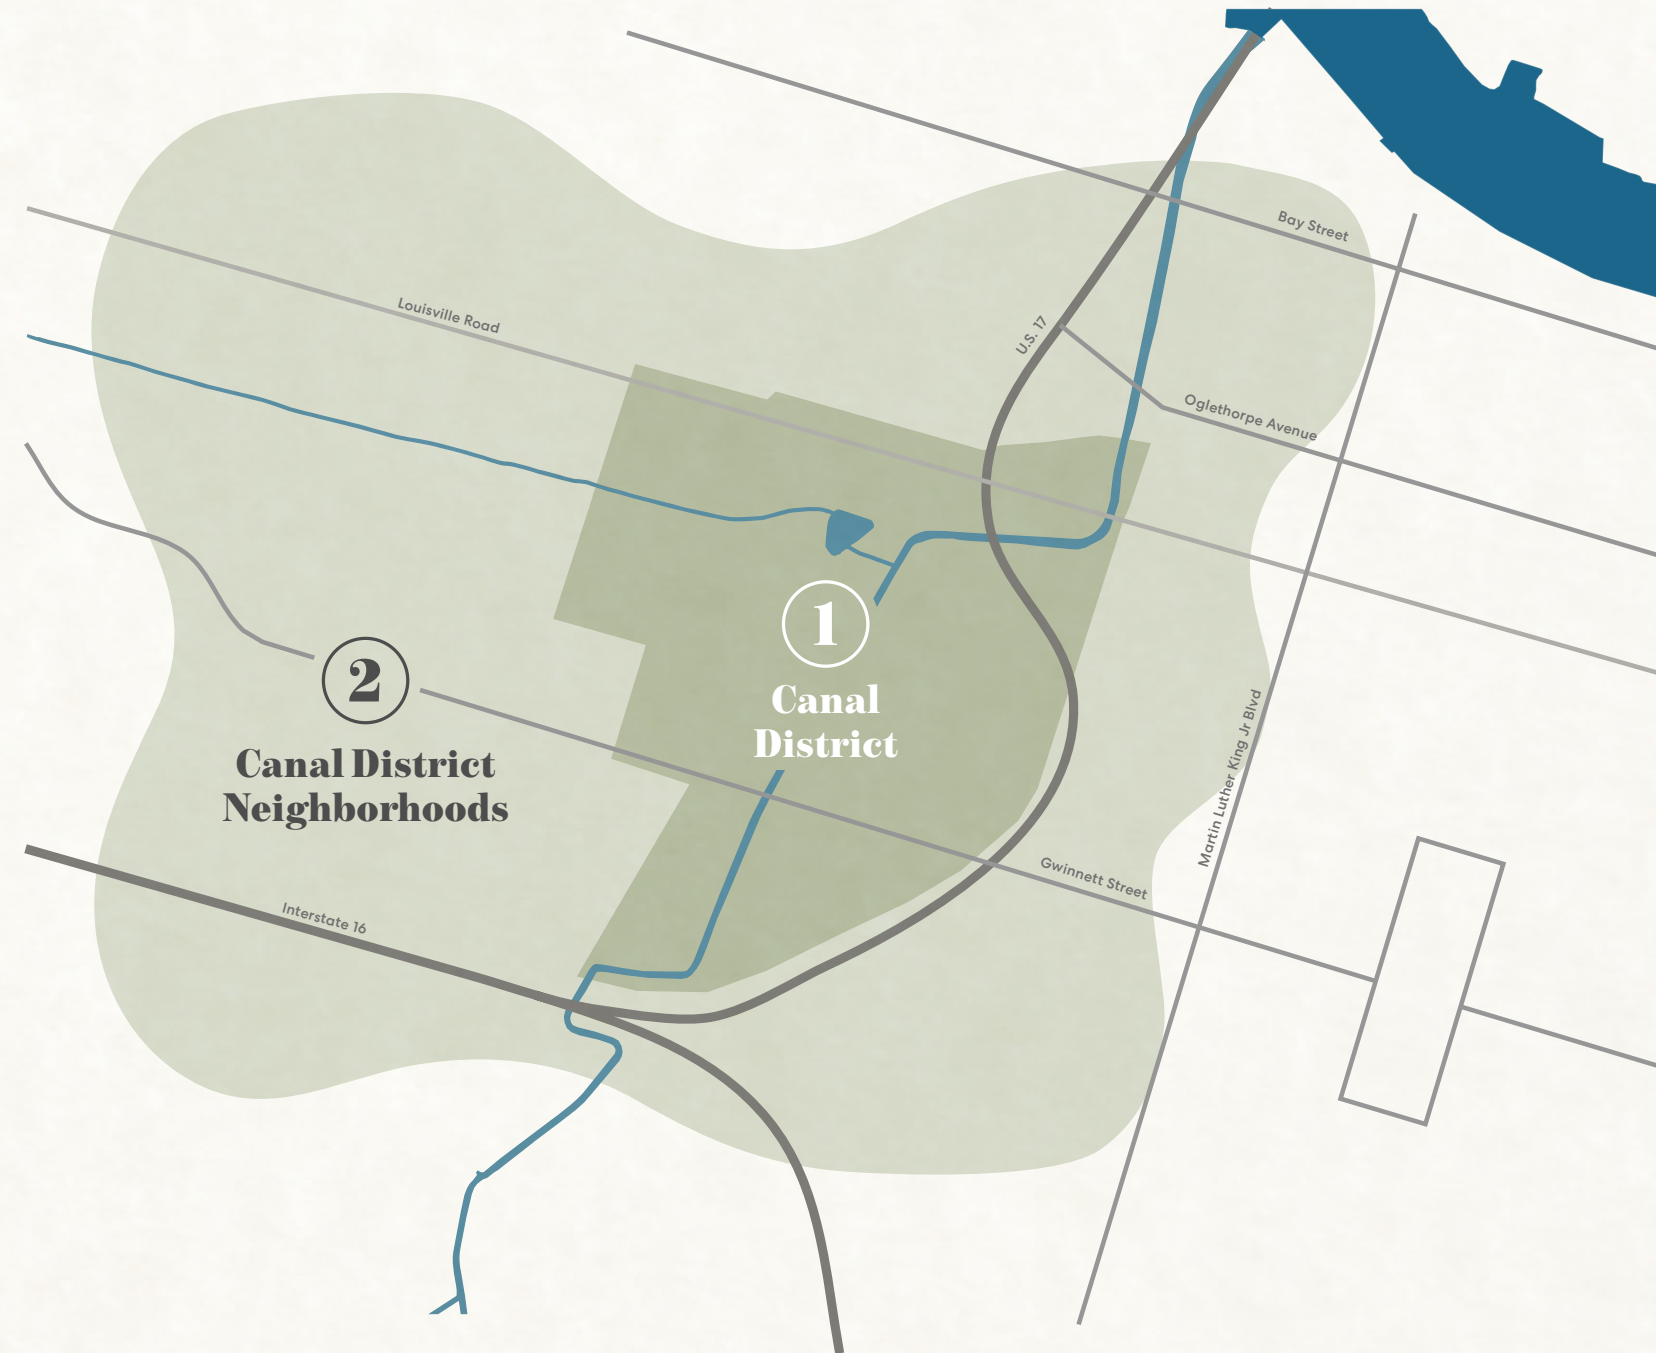 Bay Street
Louisville Road
U.S. 17
Oglethorpe Avenue
1
Canal
District
2
Canal District
Neighborhoods
Martin Luther King Jr Blvd
Gwinnett Street
Interstate 16